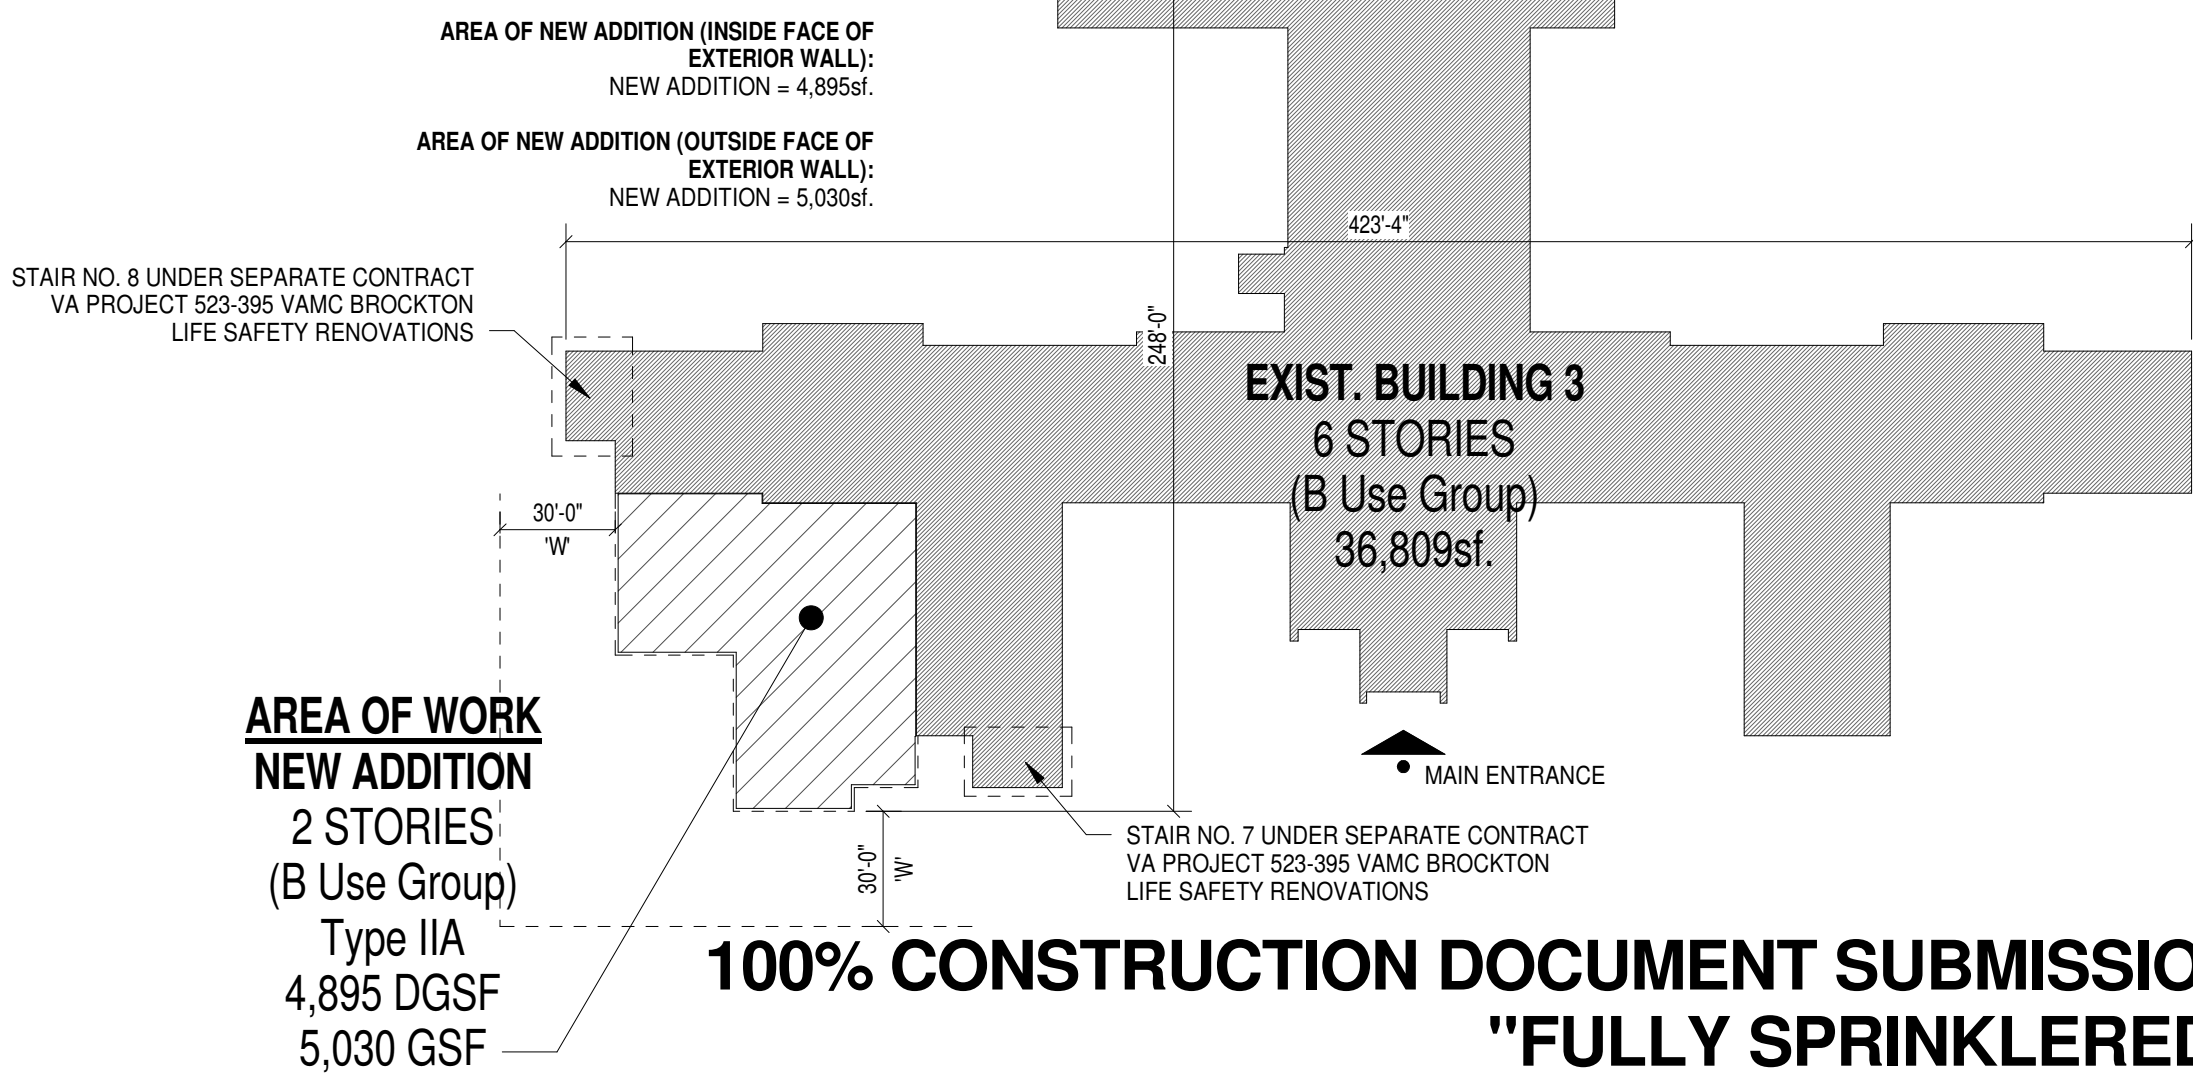 AREA OF NEW ADDITION (INSIDE FACE OF
EXTERIOR WALL):
NEW ADDITION = 4,895sf.
AREA OF NEW ADDITION (OUTSIDE FACE OF
EXTERIOR WALL):
NEW ADDITION = 5,030sf.
423'-4"
STAIR NO. 8 UNDER SEPARATE CONTRACT
VA PROJECT 523-395 VAMC BROCKTON
LIFE SAFETY RENOVATIONS
248'-0"
EXIST. BUILDING 3
6 STORIES
(B Use Group)
36,809sf.
30'-0"
'W'
AREA OF WORK
NEW ADDITION
2 STORIES
(B Use Group)
Type IIA
4,895 DGSF
5,030 GSF
MAIN ENTRANCE
STAIR NO. 7 UNDER SEPARATE CONTRACT
VA PROJECT 523-395 VAMC BROCKTON
LIFE SAFETY RENOVATIONS
30'-0"
'W'
100% CONSTRUCTION DOCUMENT SUBMISSIO
"FULLY SPRINKLERED